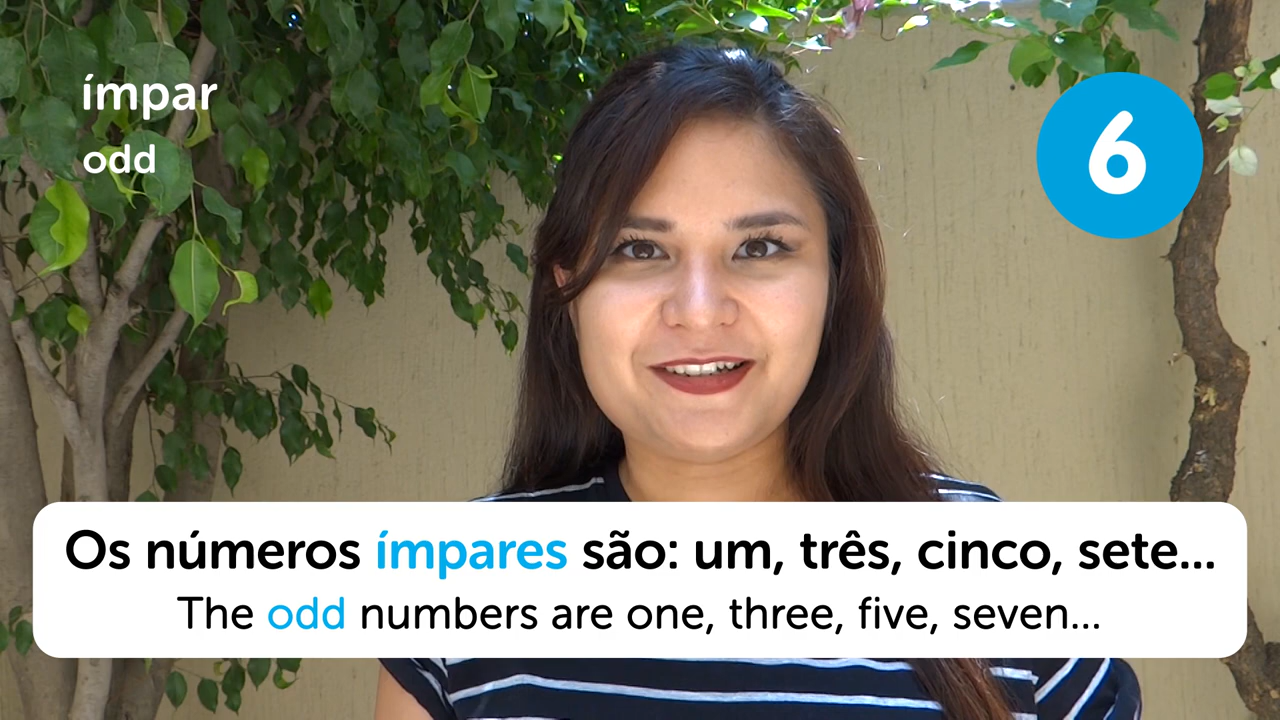 ímpar
odd
6
Os números ímpares são: um, três, cinco, sete...
The odd numbers are one, three, five, seven...